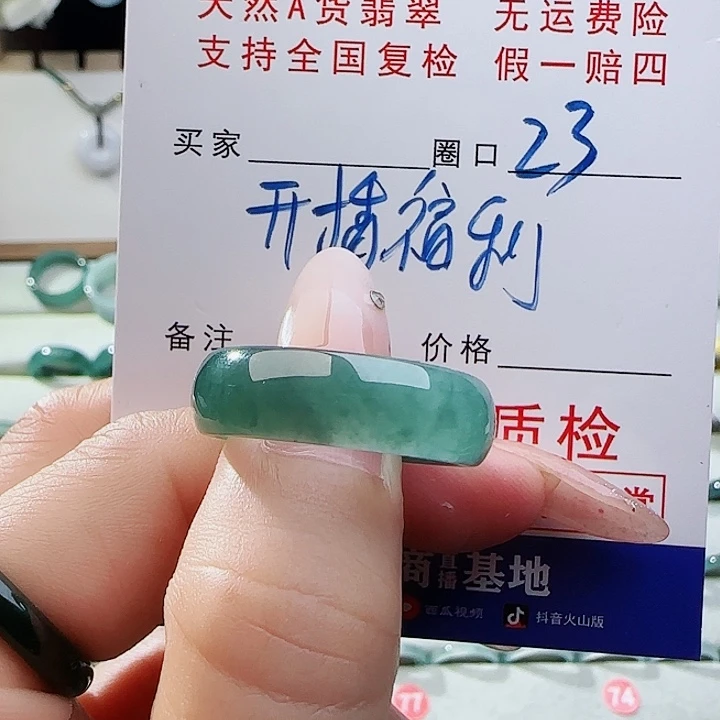 天然A货翡翠 无运费险
支持全国复检 假一赔四
买家 圈口 23
开播福利
备注 价格
质检
商直播基地
西瓜视频 抖音火山版
77 74